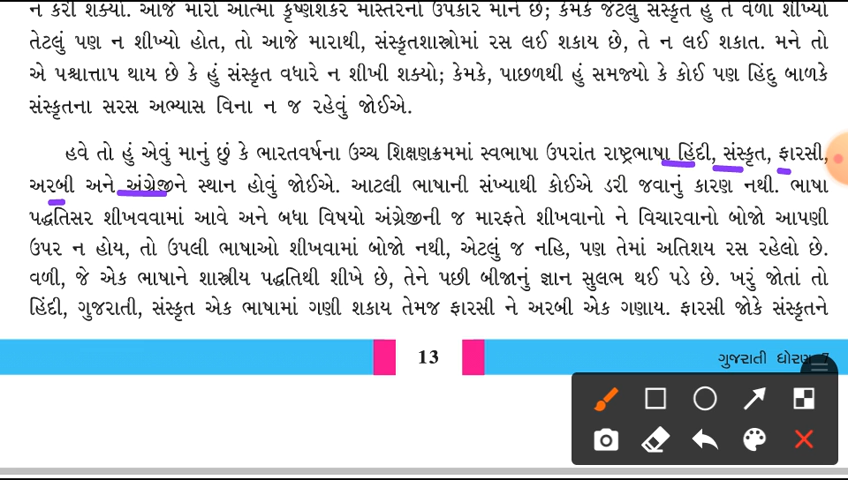 ન કરી શક્યો. આજે મારો આત્મા કૃષ્ણશંકર માસ્તરનો ઉપકાર માને છે; કેમકે જેટલું સંસ્કૃત હું તે વેળા શીખ્યો
તેટલું પણ ન શીખ્યો હોત, તો આજે મારાથી, સંસ્કૃતશાસ્ત્રોમાં રસ લઈ શકાય છે, તે ન લઈ શકાત. મને તો
એ પશ્ચાત્તાપ થાય છે કે હું સંસ્કૃત વધારે ન શીખી શક્યો; કેમકે, પાછળથી હું સમજ્યો કે કોઈ પણ હિંદુ બાળકે
સંસ્કૃતના સરસ અભ્યાસ વિના ન જ રહેવું જોઈએ.
હવે તો હું એવું માનું છું કે ભારતવર્ષના ઉચ્ચ શિક્ષણક્રમમાં સ્વભાષા ઉપરાંત રાષ્ટ્રભાષા હિંદી, સંસ્કૃત, ફારસી,
અરબી અને અંગ્રેજીને સ્થાન હોવું જોઈએ. આટલી ભાષાની સંખ્યાથી કોઈએ ડરી જવાનું કારણ નથી. ભાષા
પદ્ધતિસર શીખવવામાં આવે અને બધા વિષયો અંગ્રેજીની જ મારફતે શીખવાનો ને વિચારવાનો બોજો આપણી
ઉપર ન હોય, તો ઉપલી ભાષાઓ શીખવામાં બોજો નથી, એટલું જ નહિ, પણ તેમાં અતિશય રસ રહેલો છે.
વળી, જે એક ભાષાને શાસ્ત્રીય પદ્ધતિથી શીખે છે, તેને પછી બીજાનું જ્ઞાન સુલભ થઈ પડે છે. ખરું જોતાં તો
હિંદી, ગુજરાતી, સંસ્કૃત એક ભાષામાં ગણી શકાય તેમજ ફારસી ને અરબી એક ગણાય. ફારસી જોકે સંસ્કૃતને
13
ગુજરાતી ધોરણ-7